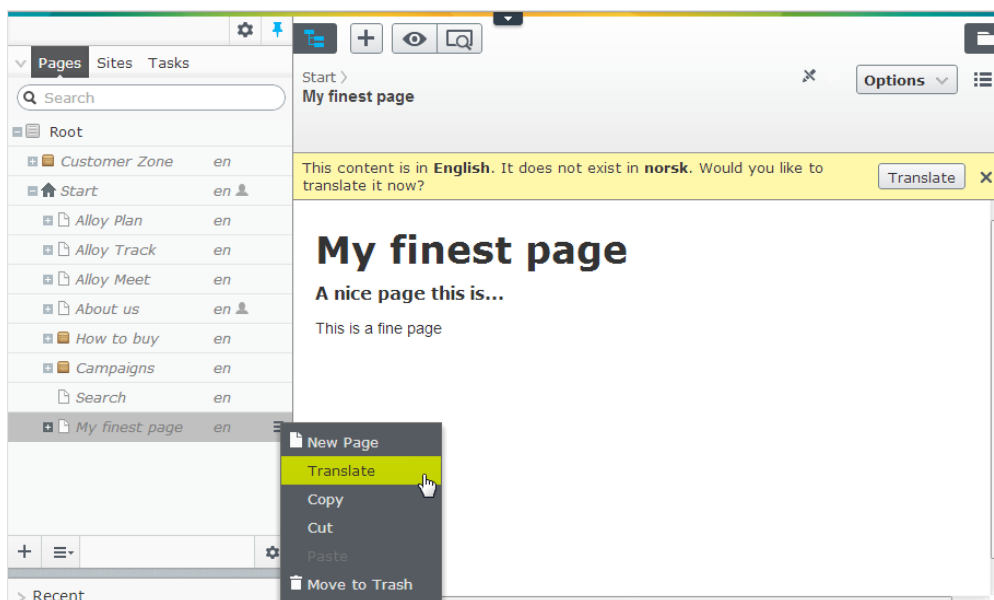 Pages Sites Tasks
Search
Root
Customer Zone en
Start en
Alloy Plan en
Alloy Track en
Alloy Meet en
About us en
How to buy en
Campaigns en
Search en
My finest page en
Recent
Start
My finest page
Options
This content is in English. It does not exist in norsk. Would you like to
translate it now?
Translate
My finest page
A nice page this is...
This is a fine page
New Page
Translate
Copy
Cut
Paste
Move to Trash